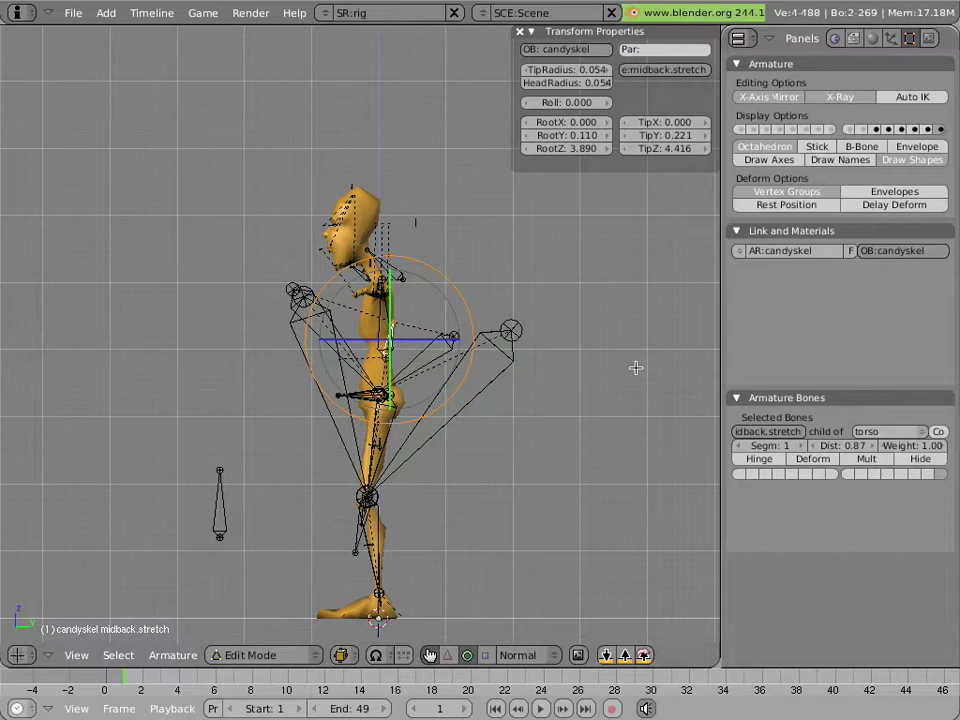 File Add Timeline Game Render Help SR:rig SCE:Scene www.blender.org 244.1 Ve:4-488 | Bo:2-269 | Mem:17.18M
Transform Properties
OB: candyskel Par:
TipRadius: 0.054 e:midback.stretch
HeadRadius: 0.054
Roll: 0.000
RootX: 0.000 TipX: 0.000
RootY: 0.110 TipY: 0.221
RootZ: 3.890 TipZ: 4.416
Panels
Armature
Editing Options
X-Axis Mirror X-Ray Auto IK
Display Options
Octahedron Stick B-Bone Envelope
Draw Axes Draw Names Draw Shapes
Deform Options
Vertex Groups Envelopes
Rest Position Delay Deform
Link and Materials
AR:candyskel F OB:candyskel
Armature Bones
Selected Bones
idback.stretch child of torso Co
Segm: 1 Dist: 0.87 Weight: 1.00
Hinge Deform Mult Hide
z
y
(1) candyskel midback.stretch
View Select Armature Edit Mode Normal
-4 -2 0 2 4 6 8 10 12 14 16 18 20 22 24 26 28 30 32 34 36 38 40 42 44 46
View Frame Playback Pr Start: 1 End: 49 1